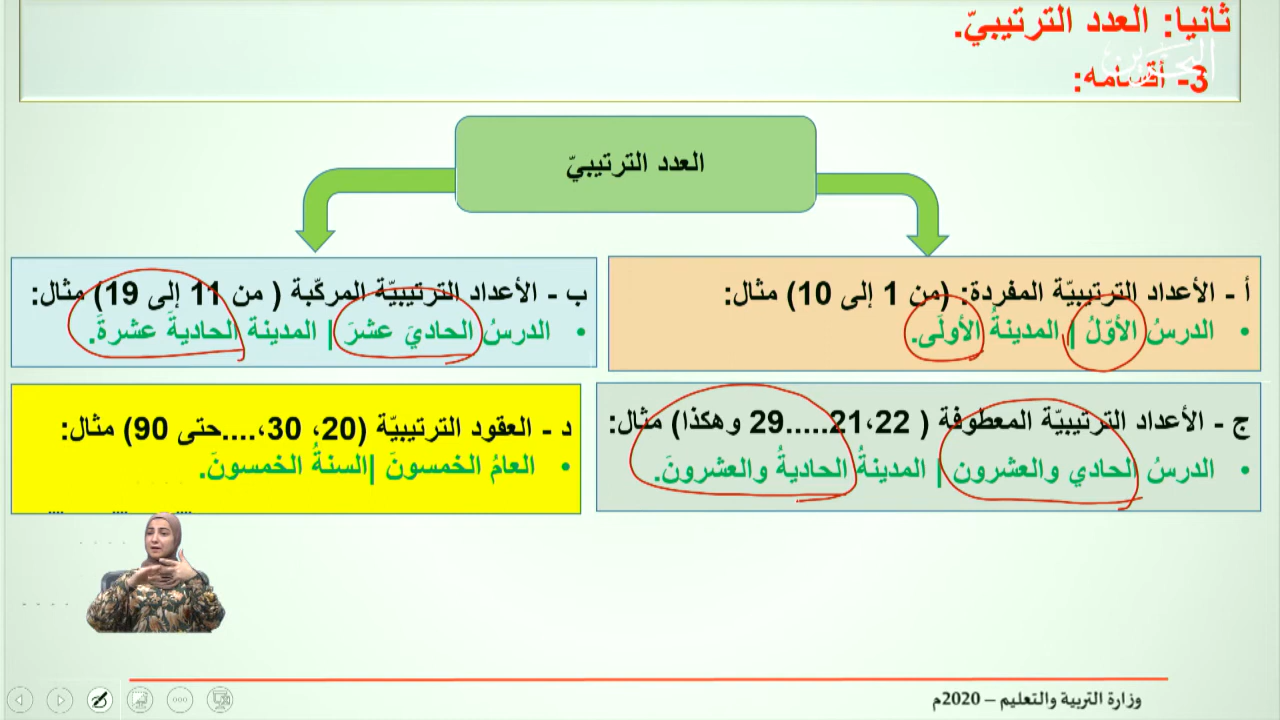 ثانيا: العدد الترتيبيّ.
البحرين
3- أقسامه:
العدد الترتيبيّ
أ - الأعداد الترتيبيّة المفردة: (من 1 إلى 10) مثال:
• الدرسُ الأوّلُ | المدينةُ الأولَى.
ب - الأعداد الترتيبيّة المركّبة ( من 11 إلى 19) مثال:
• الدرسُ الحاديَ عشرَ | المدينة الحاديةَ عشرةَ.
ج - الأعداد الترتيبيّة المعطوفة ( 21،22.....29 وهكذا) مثال:
• الدرسُ الحادي والعشرون | المدينةُ الحاديةُ والعشرونَ.
د - العقود الترتيبيّة (20، 30،....حتى 90) مثال:
• العامُ الخمسونَ |السنةُ الخمسونَ.
وزارة التربية والتعليم – 2020م